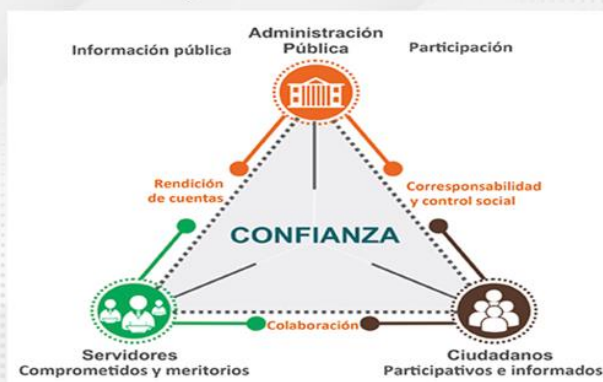 Administración
Pública
Información pública
Participación
Rendición
de cuentas
Corresponsabilidad
y control social
CONFIANZA
Colaboración
Servidores
Comprometidos y meritorios
Ciudadanos
Participativos e informados